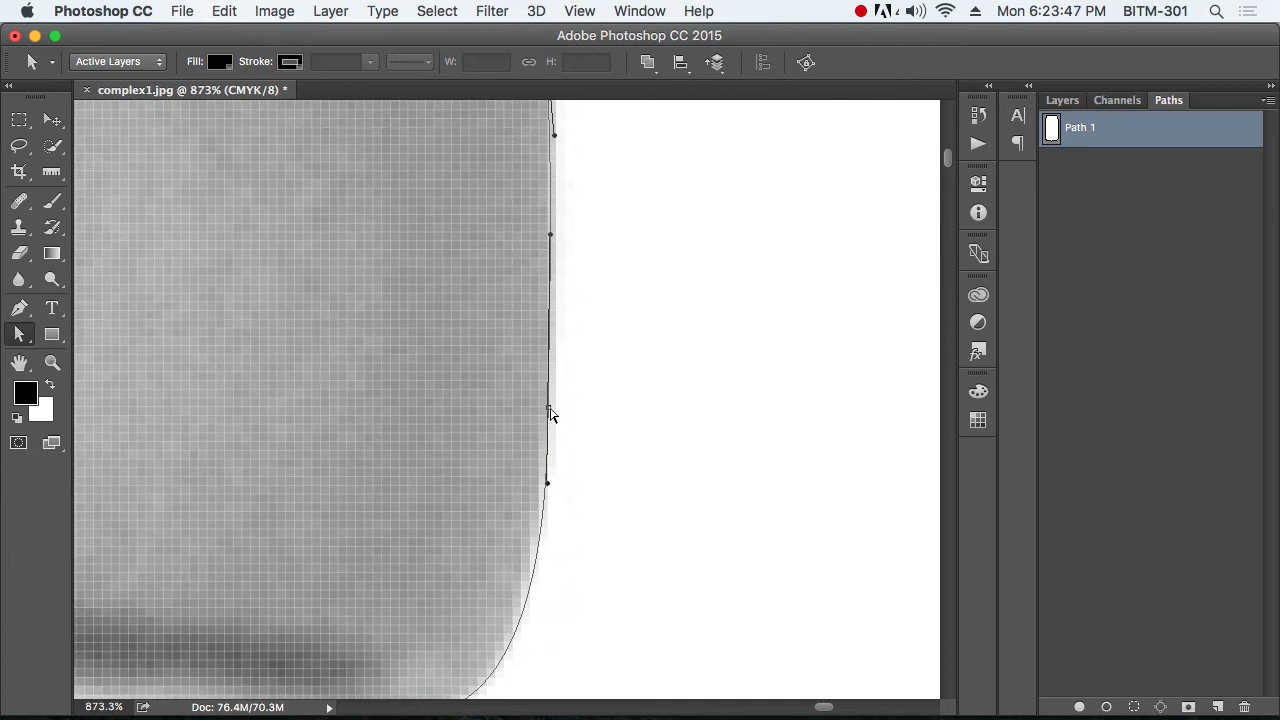 Photoshop CC File Edit Image Layer Type Select Filter 3D View Window Help Mon 6:23:47 PM BITM-301
Adobe Photoshop CC 2015
Active Layers Fill: Stroke: W: H:
complex1.jpg @ 873% (CMYK/8) *
Layers Channels Paths
Path 1
873.3% Doc: 76.4M/70.3M